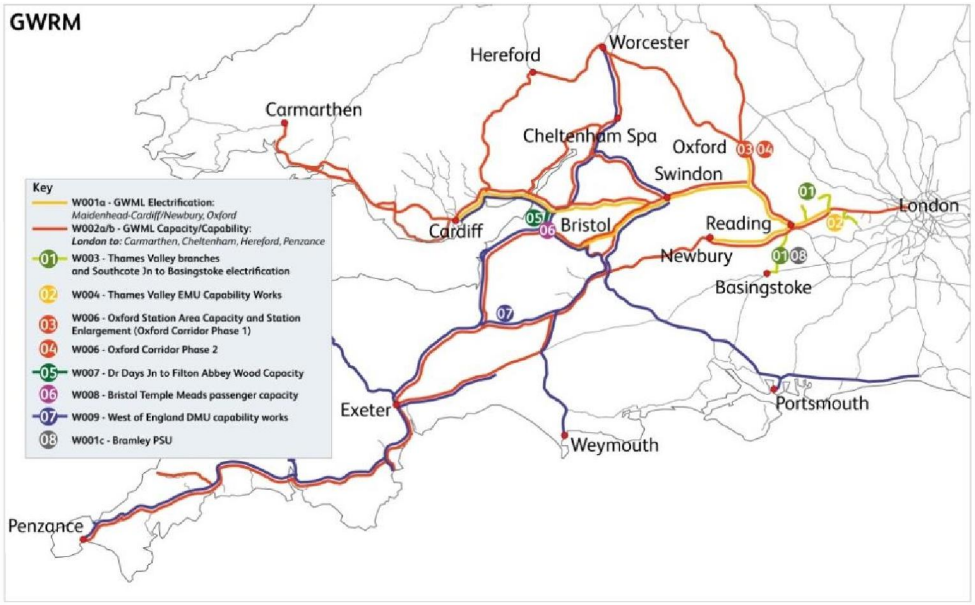 GWRM
Hereford
Worcester
Carmarthen
Cheltenham Spa
Oxford
03
04
Swindon
Key
W001a - GWML Electrification:
Maidenhead-Cardiff/Newbury, Oxford
W002a/b - GWML Capacity/Capability:
London to: Carmarthen, Cheltenham, Hereford, Penzance
01 W003 - Thames Valley branches
and Southcote Jn to Basingstoke electrification
02 W004 - Thames Valley EMU Capability Works
03 W006 - Oxford Station Area Capacity and Station
Enlargement (Oxford Corridor Phase 1)
04 W006 - Oxford Corridor Phase 2
05 W007 - Dr Days Jn to Filton Abbey Wood Capacity
06 W008 - Bristol Temple Meads passenger capacity
07 W009 - West of England DMU capability works
08 W001c - Bramley PSU
01
London
02
Cardiff
05
06
Bristol
Reading
Newbury
01
08
Basingstoke
07
Exeter
Portsmouth
Weymouth
Penzance